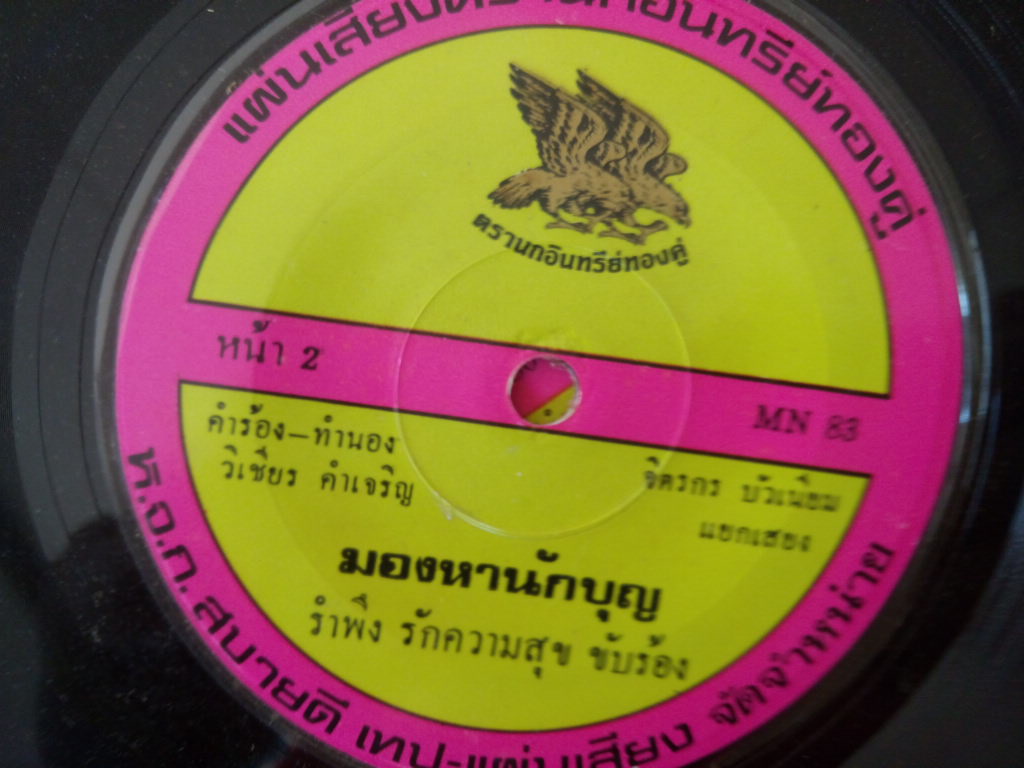 แผ่นเสียงตรานกอินทรีย์ทองคู่
ตรานกอินทรีย์ทองคู่
หน้า 2
MN 83
คำร้อง-ทำนอง
วิเชียร คำเจริญ
จิตรกร บัวเนียม
แยกเสียง
มองหานักบุญ
รำพึง รักความสุข ขับร้อง
ห.จ.ก. สบายดี เทป-แผ่นเสียง จัดจำหน่าย